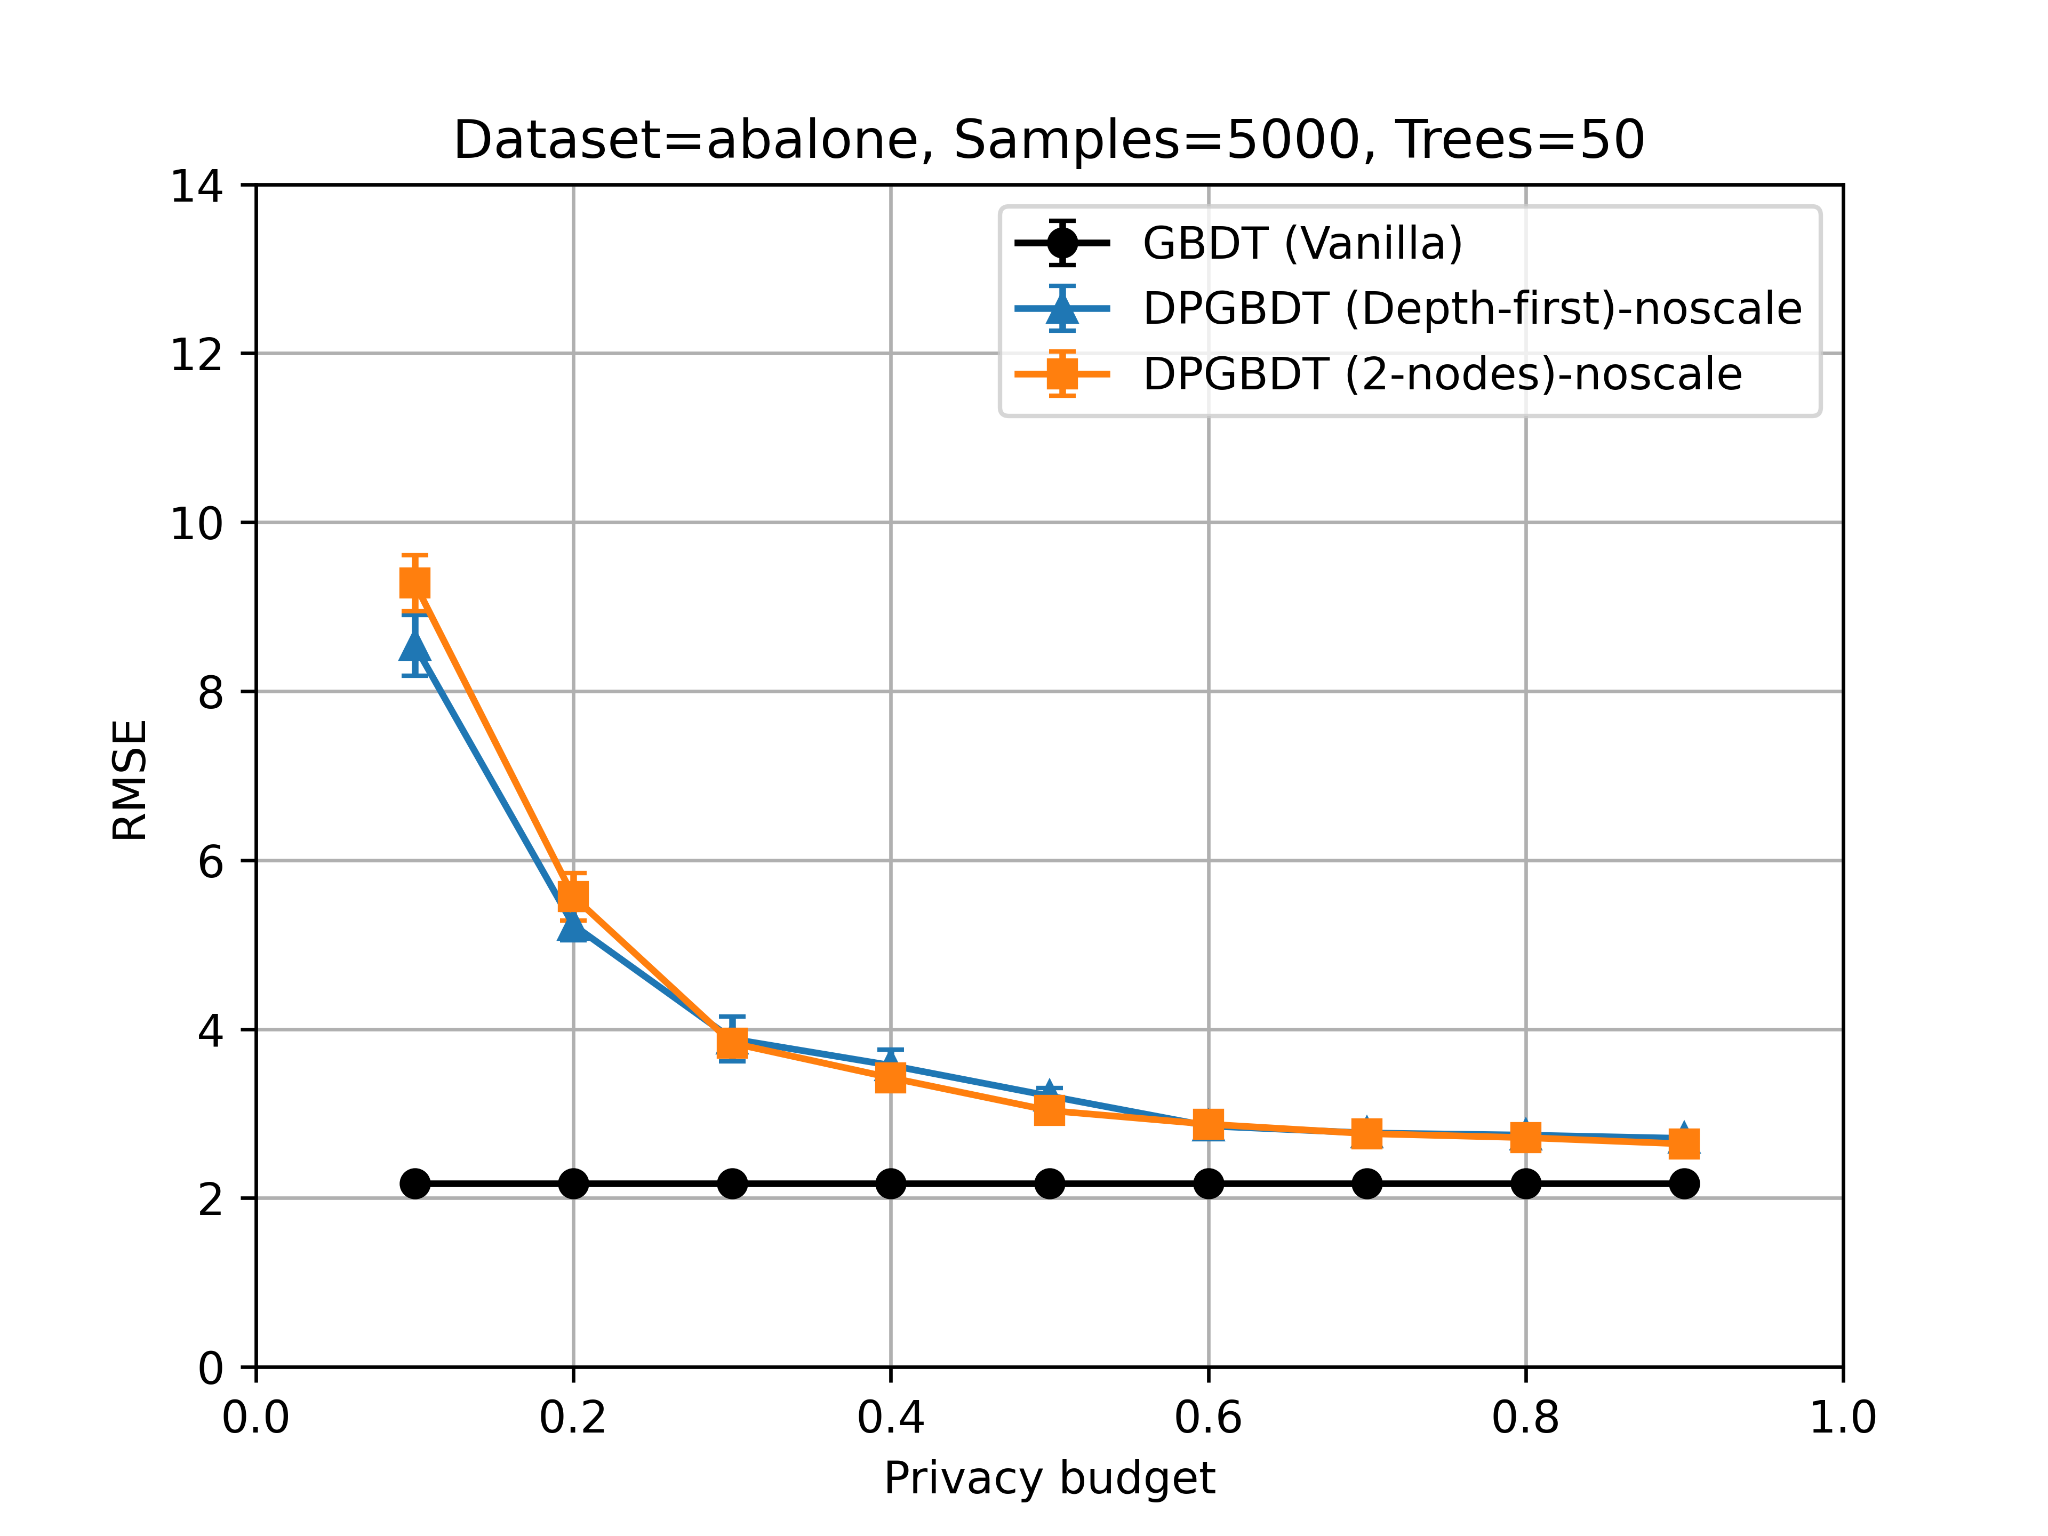 Dataset=abalone, Samples=5000, Trees=50
14
12
10
8
6
4
2
0
RMSE
GBDT (Vanilla)
DPGBDT (Depth-first)-noscale
DPGBDT (2-nodes)-noscale
0.0 0.2 0.4 0.6 0.8 1.0
Privacy budget